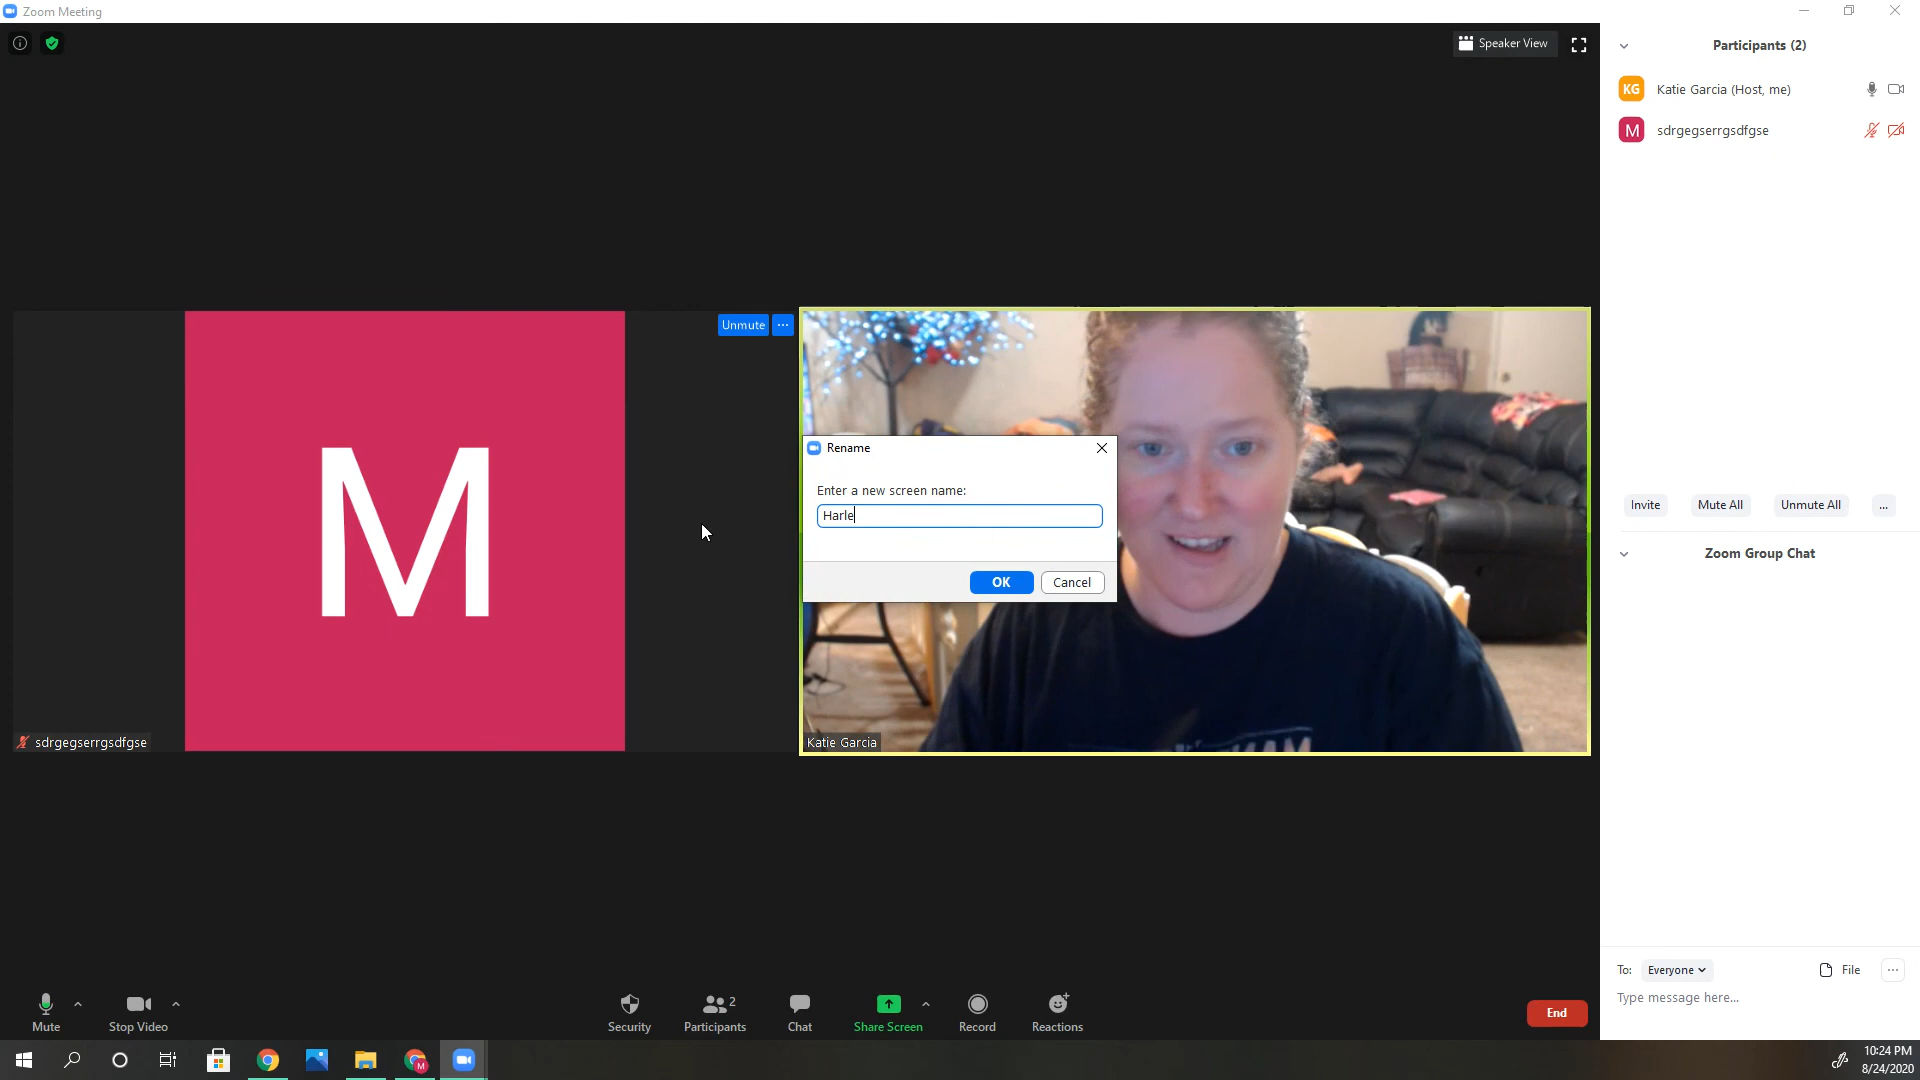 Zoom Meeting
Speaker View
Participants (2)
KG Katie Garcia (Host, me)
M sdrgegserrgsdfgse
Unmute ...
M
sdrgegserrgsdfgse
Katie Garcia
Rename
Enter a new screen name:
Harle
OK Cancel
Invite Mute All Unmute All ...
Zoom Group Chat
To: Everyone File ...
Type message here...
Mute
Stop Video
Security
2
Participants
Chat
Share Screen
Record
Reactions
End
M
10:24 PM
8/24/2020